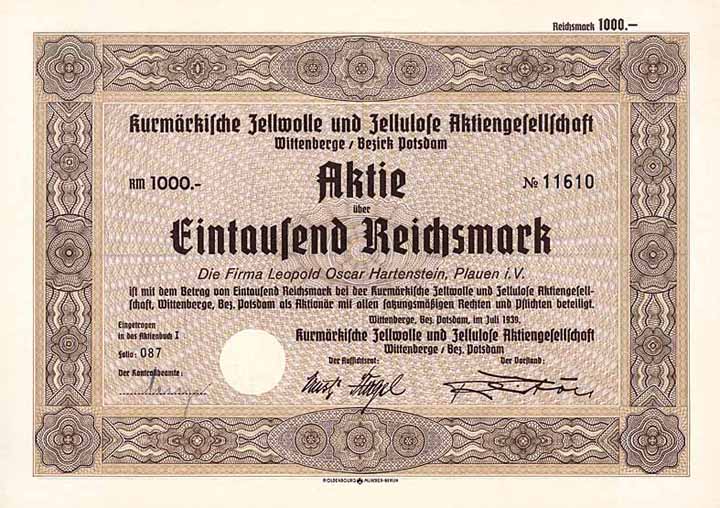 Reichsmark 1000.—
Kurmärkische Zellwolle und Zellulose Aktiengesellschaft
Wittenberge / Bezirk Potsdam
RM 1000.- Aktie № 11610
über
Eintausend Reichsmark
Die Firma Leopold Oscar Hartenstein, Plauen i.V.
ist mit dem Betrag von Eintausend Reichsmark bei der Kurmärkische Zellwolle und Zellulose Aktiengesell-
schaft, Wittenberge, Bez. Potsdam als Aktionär mit allen satzungsmäßigen Rechten und Pflichten beteiligt.
Wittenberge, Bez. Potsdam, im Juli 1939.
Eingetragen
in das Aktienbuch I
Folio: 087
Der Kontrollbeamte:
Kurmärkische Zellwolle und Zellulose Aktiengesellschaft
Wittenberge / Bez. Potsdam
Der Aufsichtsrat: Der Vorstand:
R·OLDENBOURG MÜNCHEN-BERLIN